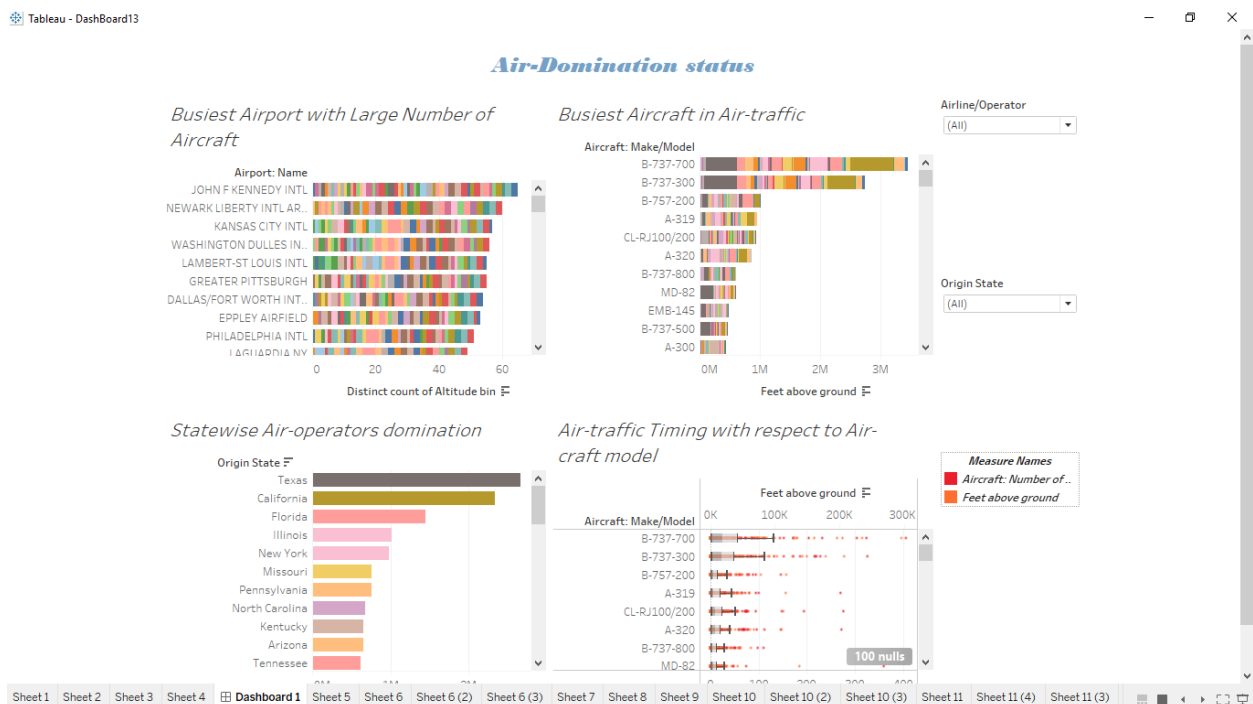 Tableau - DashBoard13
Air-Domination status
Busiest Airport with Large Number of
Aircraft
Airport: Name
JOHN F KENNEDY INTL
NEWARK LIBERTY INTL AR..
KANSAS CITY INTL
WASHINGTON DULLES IN..
LAMBERT-ST LOUIS INTL
GREATER PITTSBURGH
DALLAS/FORT WORTH INT..
EPPLEY AIRFIELD
PHILADELPHIA INTL
LAGUARDIA NY
0 20 40 60
Distinct count of Altitude bin
Busiest Aircraft in Air-traffic
Aircraft: Make/Model
B-737-700
B-737-300
B-757-200
A-319
CL-RJ100/200
A-320
B-737-800
MD-82
EMB-145
B-737-500
A-300
0M 1M 2M 3M
Feet above ground
Airline/Operator
(All)
Origin State
(All)
Statewise Air-operators domination
Origin State
Texas
California
Florida
Illinois
New York
Missouri
Pennsylvania
North Carolina
Kentucky
Arizona
Tennessee
0M 1M 2M
Air-traffic Timing with respect to Air-
craft model
Feet above ground
0K 100K 200K 300K
Aircraft: Make/Model
B-737-700
B-737-300
B-757-200
A-319
CL-RJ100/200
A-320
B-737-800
MD-82
100 nulls
0 100 200 300 400
Measure Names
Aircraft: Number of ..
Feet above ground
Sheet 1 Sheet 2 Sheet 3 Sheet 4 Dashboard 1 Sheet 5 Sheet 6 Sheet 6 (2) Sheet 6 (3) Sheet 7 Sheet 8 Sheet 9 Sheet 10 Sheet 10 (2) Sheet 10 (3) Sheet 11 Sheet 11 (4) Sheet 11 (3)